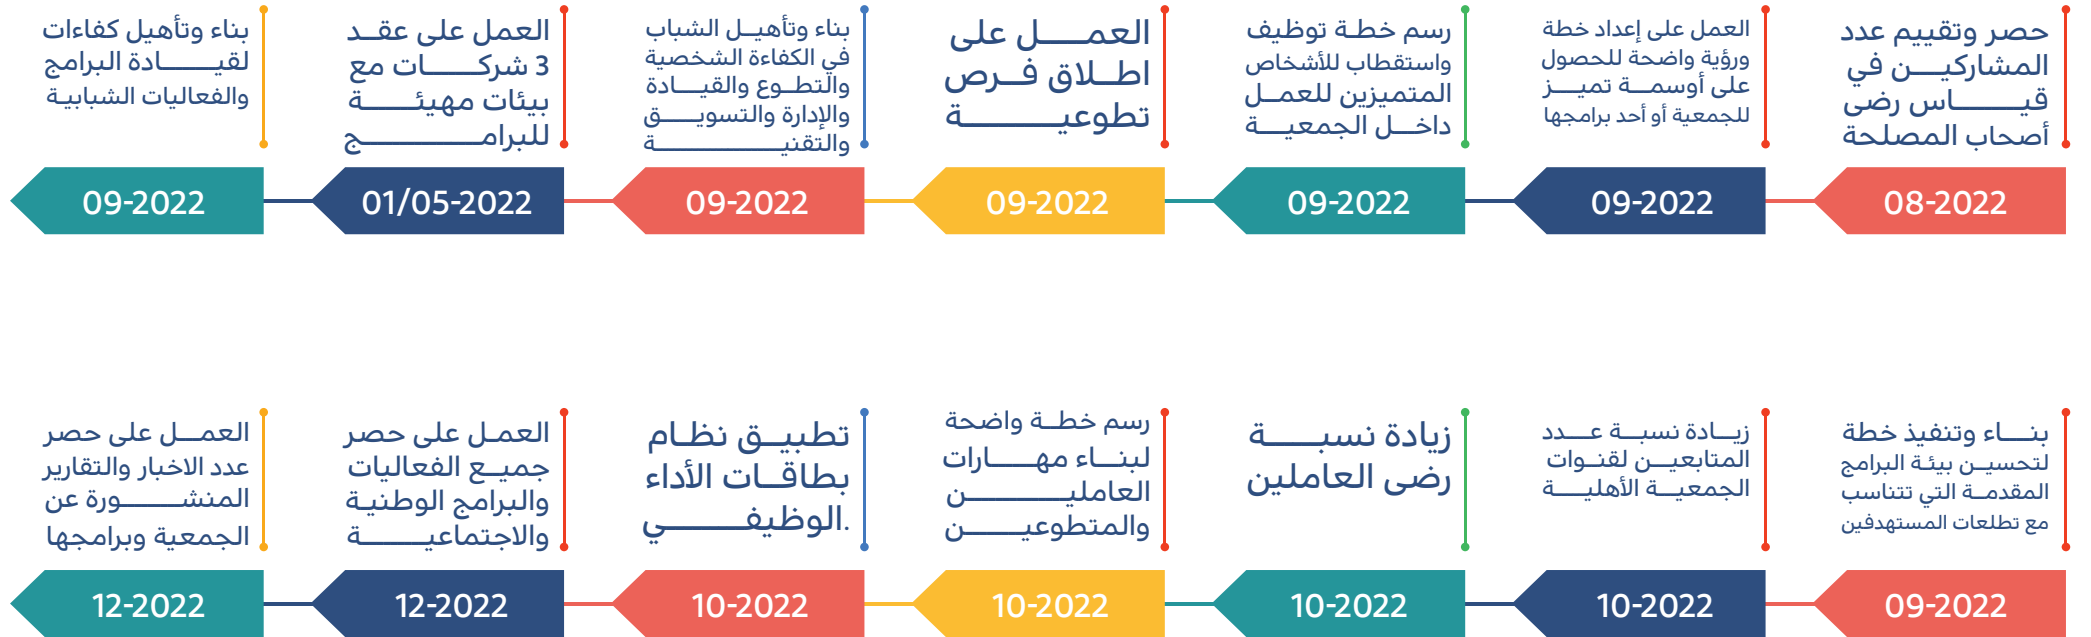 حصر وتقييم عدد
المشاركين في
قياس رضى
أصحاب المصلحة
08-2022
العمل على إعداد خطة
ورؤية واضحة للحصول
على أوسمة تميز
للجمعية أو أحد برامجها
09-2022
رسم خطة توظيف
واستقطاب للأشخاص
المتميزين للعمل
داخل الجمعية
09-2022
العمل على
اطلاق فرص
تطوعية
09-2022
بناء وتأهيل الشباب
في الكفاءة الشخصية
والتطوع والقيادة
والإدارة والتسويق
والتقنية
09-2022
العمل على عقد
3 شركات مع
بيئات مهيئة
للبرامج
01/05-2022
بناء وتأهيل كفاءات
لقيادة البرامج
والفعاليات الشبابية
09-2022
بناء وتنفيذ خطة
لتحسين بيئة البرامج
المقدمة التي تتناسب
مع تطلعات المستهدفين
09-2022
زيادة نسبة عدد
المتابعين لقنوات
الجمعية الأهلية
10-2022
زيادة نسبة
رضى العاملين
10-2022
رسم خطة واضحة
لبناء مهارات
العاملين
والمتطوعين
10-2022
تطبيق نظام
بطاقات الأداء
.الوظيفي
10-2022
العمل على حصر
جميع الفعاليات
والبرامج الوطنية
والاجتماعية
12-2022
العمل على حصر
عدد الاخبار والتقارير
المنشورة عن
الجمعية وبرامجها
12-2022